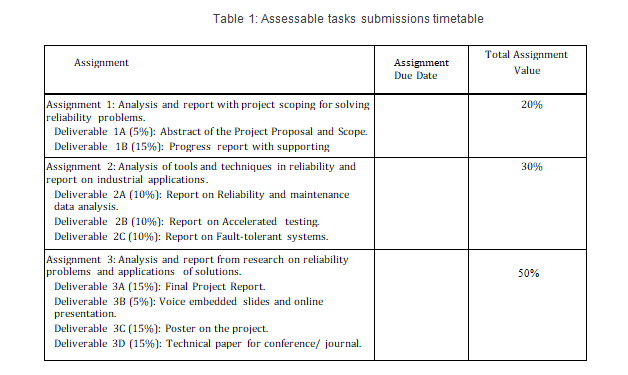 Table 1: Assessable tasks submissions timetable
Assignment
Assignment
Due Date
Total Assignment
Value
Assignment 1: Analysis and report with project scoping for solving
reliability problems.
Deliverable 1A (5%): Abstract of the Project Proposal and Scope.
Deliverable 1B (15%): Progress report with supporting
20%
Assignment 2: Analysis of tools and techniques in reliability and
report on industrial applications.
Deliverable 2A (10%): Report on Reliability and maintenance
data analysis.
Deliverable 2B (10%): Report on Accelerated testing.
Deliverable 2C (10%): Report on Fault-tolerant systems.
30%
Assignment 3: Analysis and report from research on reliability
problems and applications of solutions.
Deliverable 3A (15%): Final Project Report.
Deliverable 3B (5%): Voice embedded slides and online
presentation.
Deliverable 3C (15%): Poster on the project.
Deliverable 3D (15%): Technical paper for conference/ journal.
50%